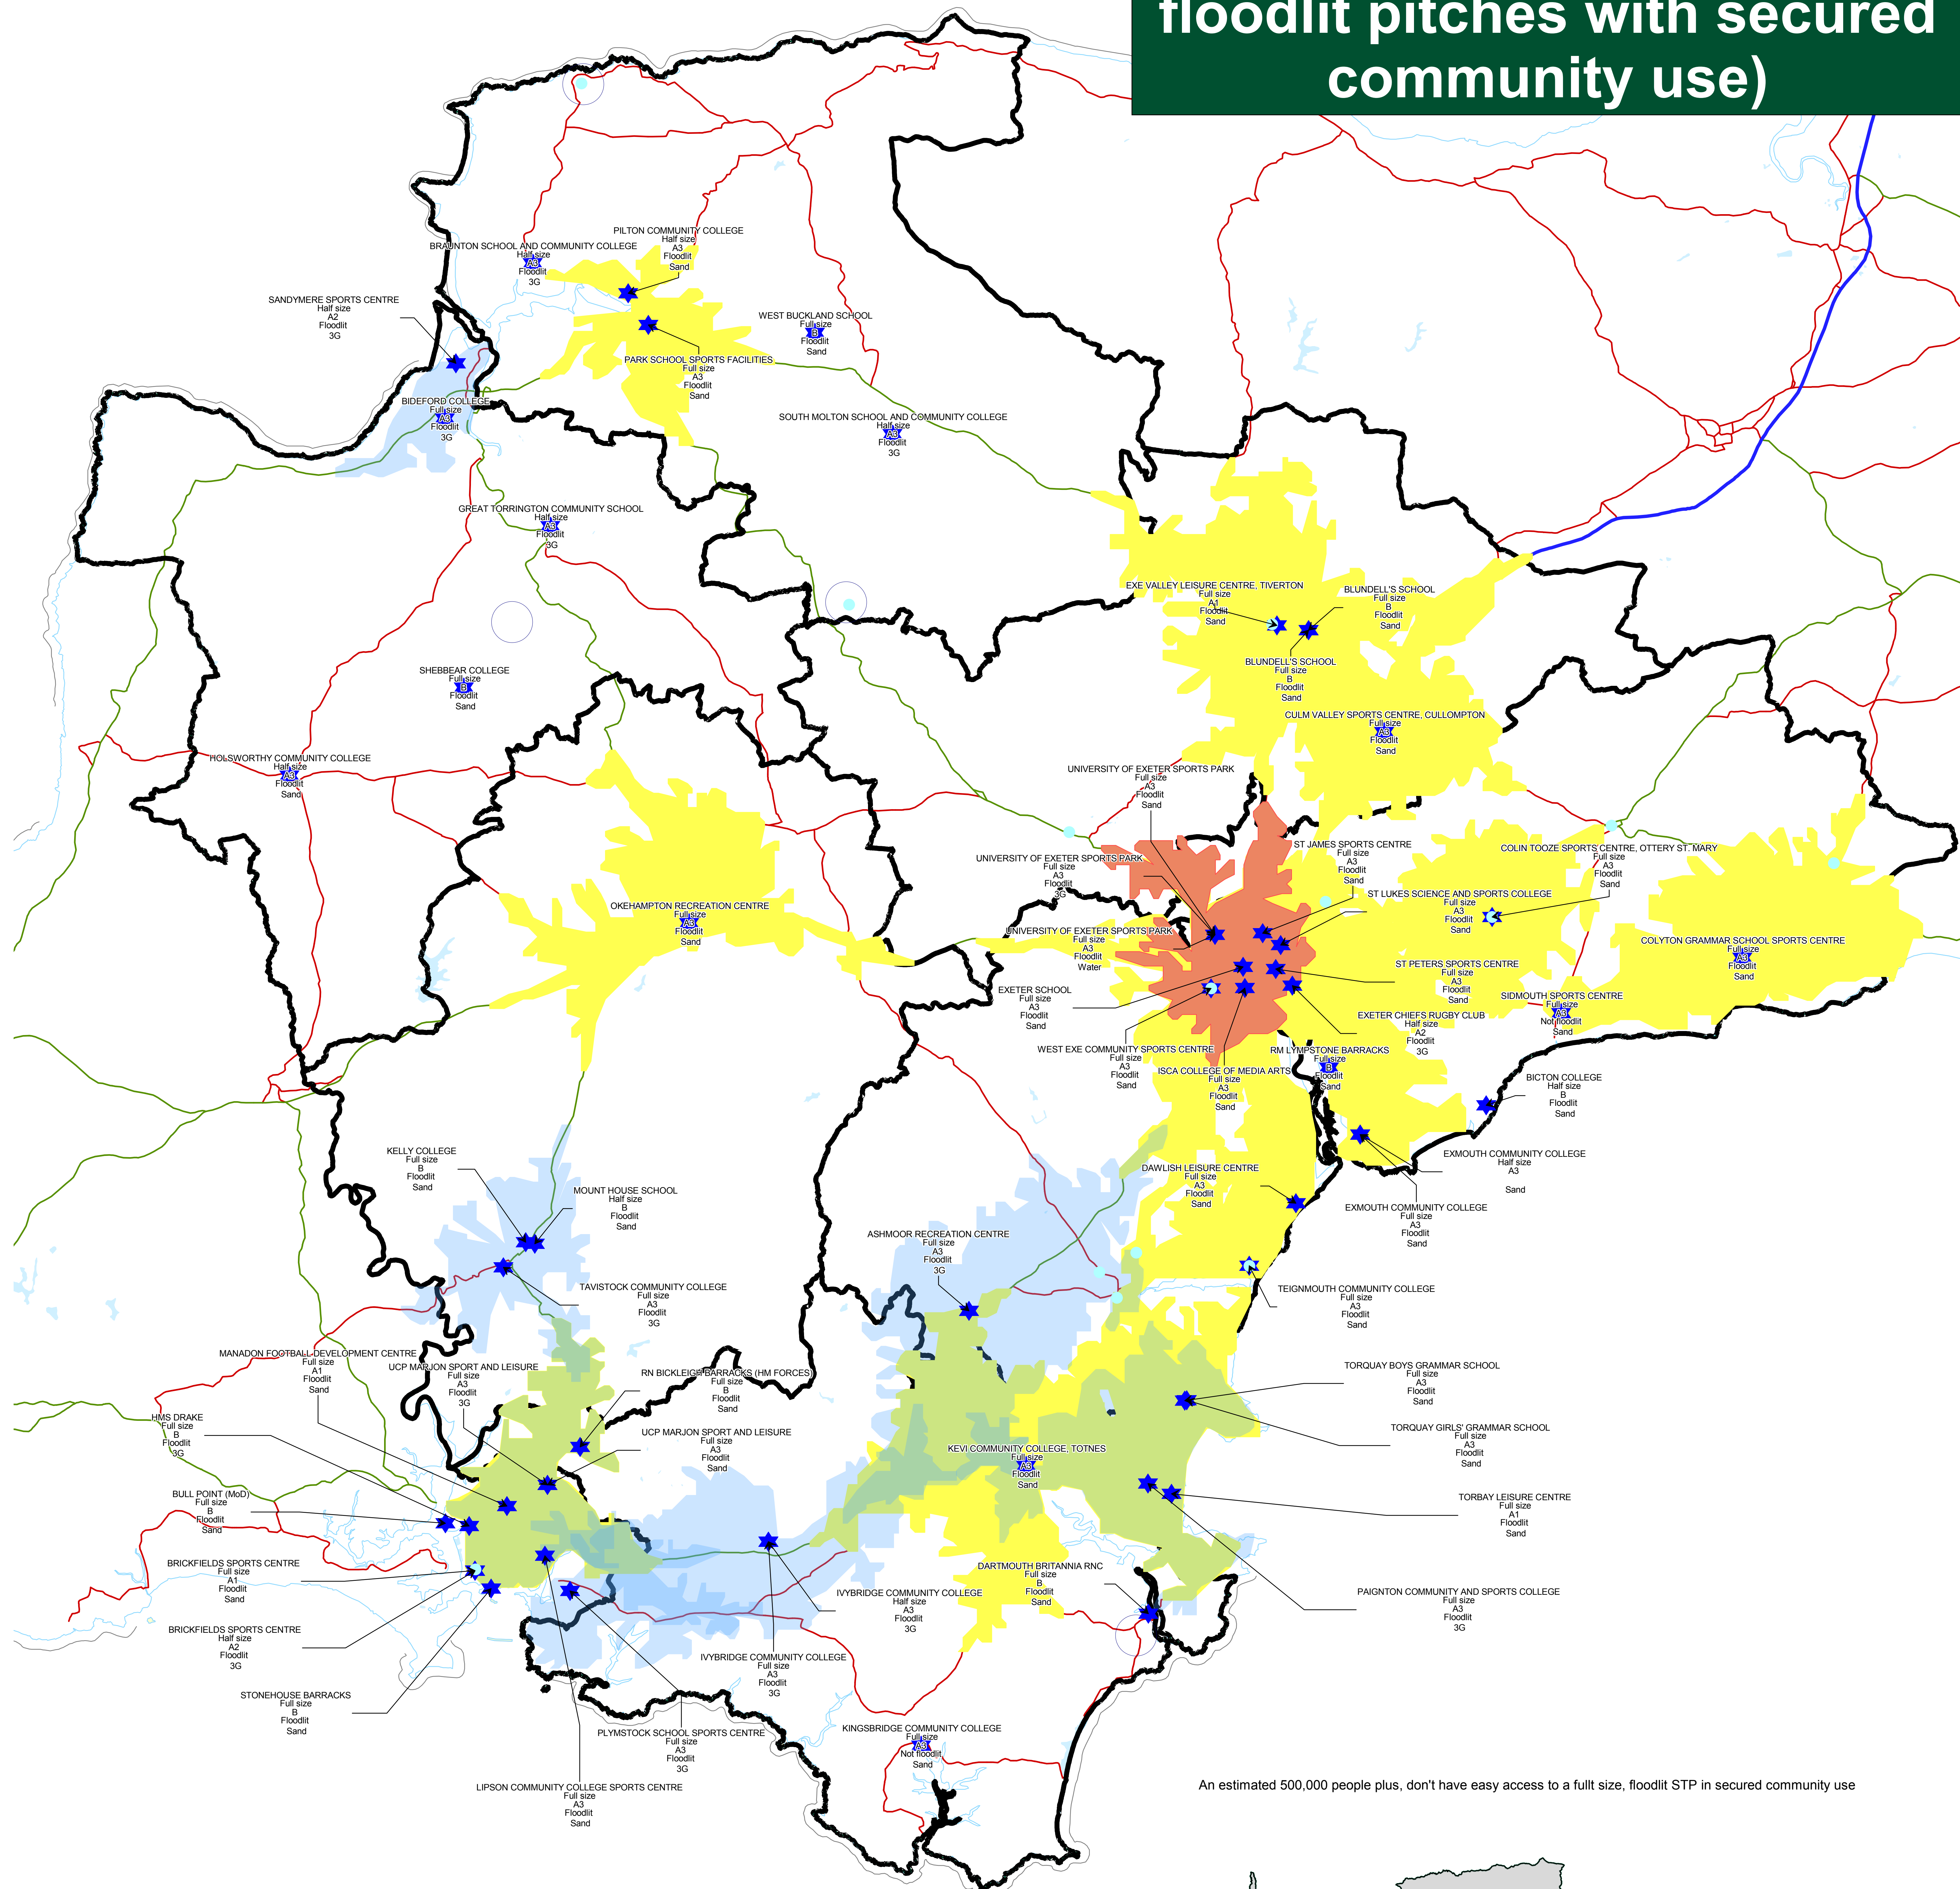 floodlit pitches with secured
community use)
PILTON COMMUNITY COLLEGE
Half size
A3
Floodlit
Sand
BRAUNTON SCHOOL AND COMMUNITY COLLEGE
Half size
A3
Floodlit
3G
SANDYMERE SPORTS CENTRE
Half size
A2
Floodlit
3G
WEST BUCKLAND SCHOOL
Full size
B
Floodlit
Sand
PARK SCHOOL SPORTS FACILITIES
Full size
A3
Floodlit
Sand
BIDEFORD COLLEGE
Full size
A3
Floodlit
3G
SOUTH MOLTON SCHOOL AND COMMUNITY COLLEGE
Half size
A3
Floodlit
3G
GREAT TORRINGTON COMMUNITY SCHOOL
Half size
A3
Floodlit
3G
EXE VALLEY LEISURE CENTRE, TIVERTON
Full size
A1
Floodlit
Sand
BLUNDELL'S SCHOOL
Full size
B
Floodlit
Sand
BLUNDELL'S SCHOOL
Full size
B
Floodlit
Sand
SHEBBEAR COLLEGE
Full size
B
Floodlit
Sand
CULM VALLEY SPORTS CENTRE, CULLOMPTON
Full size
A3
Floodlit
Sand
HOLSWORTHY COMMUNITY COLLEGE
Half size
A3
Floodlit
Sand
UNIVERSITY OF EXETER SPORTS PARK
Full size
A3
Floodlit
Sand
UNIVERSITY OF EXETER SPORTS PARK
Full size
A3
Floodlit
3G
ST JAMES SPORTS CENTRE
Full size
A3
Floodlit
Sand
COLIN TOOZE SPORTS CENTRE, OTTERY ST. MARY
Full size
A3
Floodlit
Sand
ST LUKES SCIENCE AND SPORTS COLLEGE
Full size
A3
Floodlit
Sand
OKEHAMPTON RECREATION CENTRE
Full size
A3
Floodlit
Sand
UNIVERSITY OF EXETER SPORTS PARK
Full size
A3
Floodlit
Water
COLYTON GRAMMAR SCHOOL SPORTS CENTRE
Full size
A3
Floodlit
Sand
ST PETERS SPORTS CENTRE
Full size
A3
Floodlit
Sand
EXETER SCHOOL
Full size
A3
Floodlit
Sand
SIDMOUTH SPORTS CENTRE
Full size
A3
Not floodlit
Sand
EXETER CHIEFS RUGBY CLUB
Half size
A2
Floodlit
3G
WEST EXE COMMUNITY SPORTS CENTRE
Full size
A3
Floodlit
Sand
RM LYMPSTONE BARRACKS
Full size
B
Floodlit
Sand
ISCA COLLEGE OF MEDIA ARTS
Full size
A3
Floodlit
Sand
BICTON COLLEGE
Half size
B
Floodlit
Sand
KELLY COLLEGE
Full size
B
Floodlit
Sand
EXMOUTH COMMUNITY COLLEGE
Half size
A3
Sand
DAWLISH LEISURE CENTRE
Full size
A3
Floodlit
Sand
MOUNT HOUSE SCHOOL
Half size
B
Floodlit
Sand
EXMOUTH COMMUNITY COLLEGE
Full size
A3
Floodlit
Sand
ASHMOOR RECREATION CENTRE
Full size
A3
Floodlit
3G
TAVISTOCK COMMUNITY COLLEGE
Full size
A3
Floodlit
3G
TEIGNMOUTH COMMUNITY COLLEGE
Full size
A3
Floodlit
Sand
MANADON FOOTBALL DEVELOPMENT CENTRE
Full size
A1
Floodlit
Sand
UCP MARJON SPORT AND LEISURE
Full size
A3
Floodlit
3G
RN BICKLEIGH BARRACKS (HM FORCES)
Full size
B
Floodlit
Sand
TORQUAY BOYS GRAMMAR SCHOOL
Full size
A3
Floodlit
Sand
HMS DRAKE
Full size
B
Floodlit
3G
UCP MARJON SPORT AND LEISURE
Full size
A3
Floodlit
Sand
TORQUAY GIRLS' GRAMMAR SCHOOL
Full size
A3
Floodlit
Sand
KEVI COMMUNITY COLLEGE, TOTNES
Full size
A3
Floodlit
Sand
BULL POINT (MoD)
Full size
B
Floodlit
Sand
TORBAY LEISURE CENTRE
Full size
A1
Floodlit
Sand
BRICKFIELDS SPORTS CENTRE
Full size
A1
Floodlit
Sand
DARTMOUTH BRITANNIA RNC
Full size
B
Floodlit
Sand
IVYBRIDGE COMMUNITY COLLEGE
Half size
A3
Floodlit
3G
PAIGNTON COMMUNITY AND SPORTS COLLEGE
Full size
A3
Floodlit
3G
BRICKFIELDS SPORTS CENTRE
Half size
A2
Floodlit
3G
IVYBRIDGE COMMUNITY COLLEGE
Full size
A3
Floodlit
3G
STONEHOUSE BARRACKS
Full size
B
Floodlit
Sand
PLYMSTOCK SCHOOL SPORTS CENTRE
Full size
A3
Floodlit
3G
KINGSBRIDGE COMMUNITY COLLEGE
Full size
A3
Not floodlit
Sand
LIPSON COMMUNITY COLLEGE SPORTS CENTRE
Full size
A3
Floodlit
Sand
An estimated 500,000 people plus, don't have easy access to a fullt size, floodlit STP in secured community use